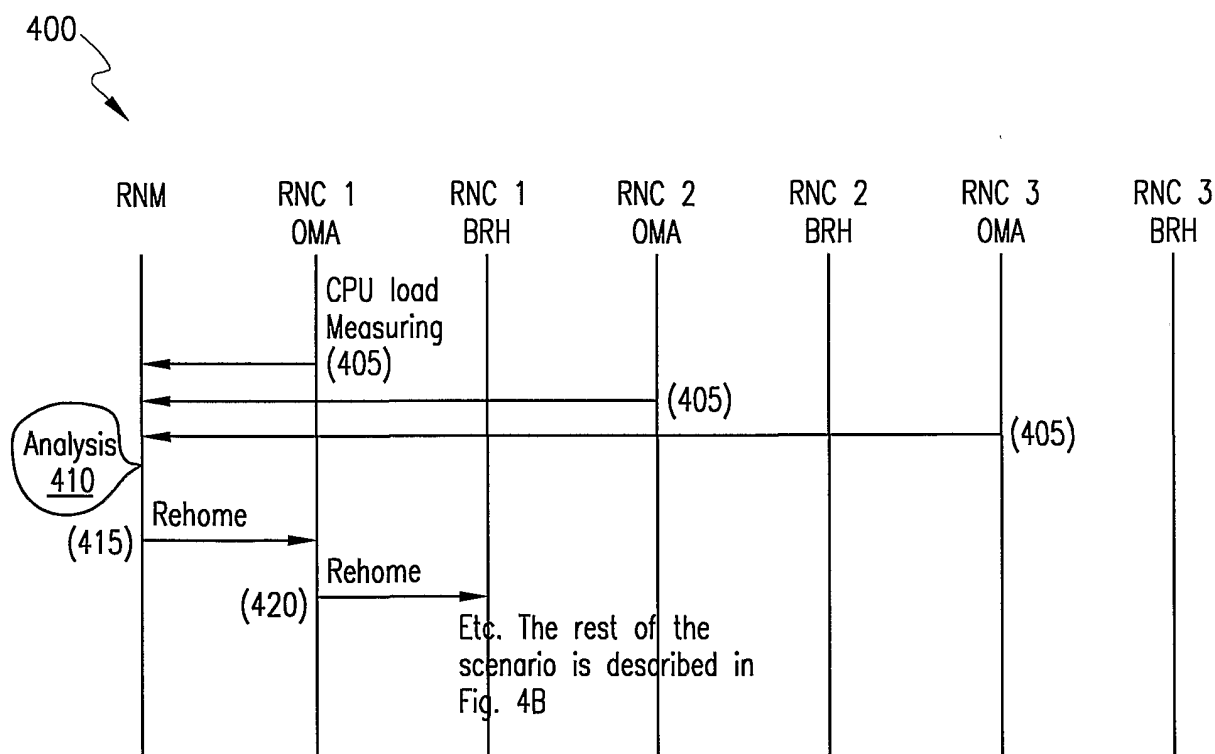 400
RNM
RNC 1
OMA
RNC 1
BRH
RNC 2
OMA
RNC 2
BRH
RNC 3
OMA
RNC 3
BRH
CPU load
Measuring
(405)
(405)
(405)
Analysis
410
Rehome
(415)
Rehome
(420)
Etc. The rest of the
scenario is described in
Fig. 4B